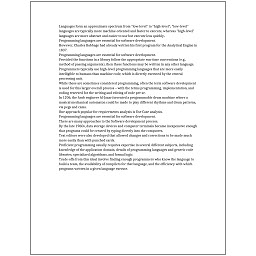 Languages form an approximate spectrum from "low-level" to "high-level"; "low-level"
languages are typically more machine-oriented and faster to execute, whereas "high-level"
languages are more abstract and easier to use but execute less quickly.
Programming languages are essential for software development.
However, Charles Babbage had already written his first program for the Analytical Engine in
1837.
Programming languages are essential for software development.
Provided the functions in a library follow the appropriate run-time conventions (e.g.,
method of passing arguments), then these functions may be written in any other language.
Programmers typically use high-level programming languages that are more easily
intelligible to humans than machine code, which is directly executed by the central
processing unit.
While these are sometimes considered programming, often the term software development
is used for this larger overall process – with the terms programming, implementation, and
coding reserved for the writing and editing of code per se.
In 1206, the Arab engineer Al-Jazari invented a programmable drum machine where a
musical mechanical automaton could be made to play different rhythms and drum patterns,
via pegs and cams.
One approach popular for requirements analysis is Use Case analysis.
Programming languages are essential for software development.
There are many approaches to the Software development process.
By the late 1960s, data storage devices and computer terminals became inexpensive enough
that programs could be created by typing directly into the computers.
Text editors were also developed that allowed changes and corrections to be made much
more easily than with punched cards.
Proficient programming usually requires expertise in several different subjects, including
knowledge of the application domain, details of programming languages and generic code
libraries, specialized algorithms, and formal logic.
Trade-offs from this ideal involve finding enough programmers who know the language to
build a team, the availability of compilers for that language, and the efficiency with which
programs written in a given language execute.